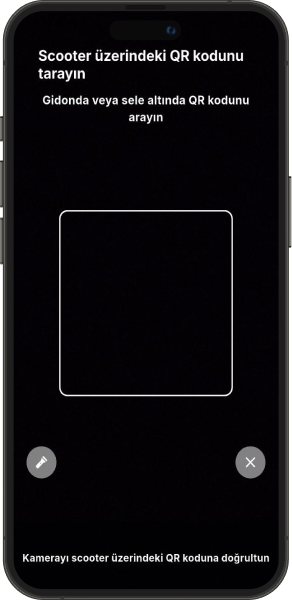 Scooter üzerindeki QR kodunu
tarayın
Gidonda veya sele altında QR kodunu
arayın
Kamerayı scooter üzerindeki QR koduna doğrultun